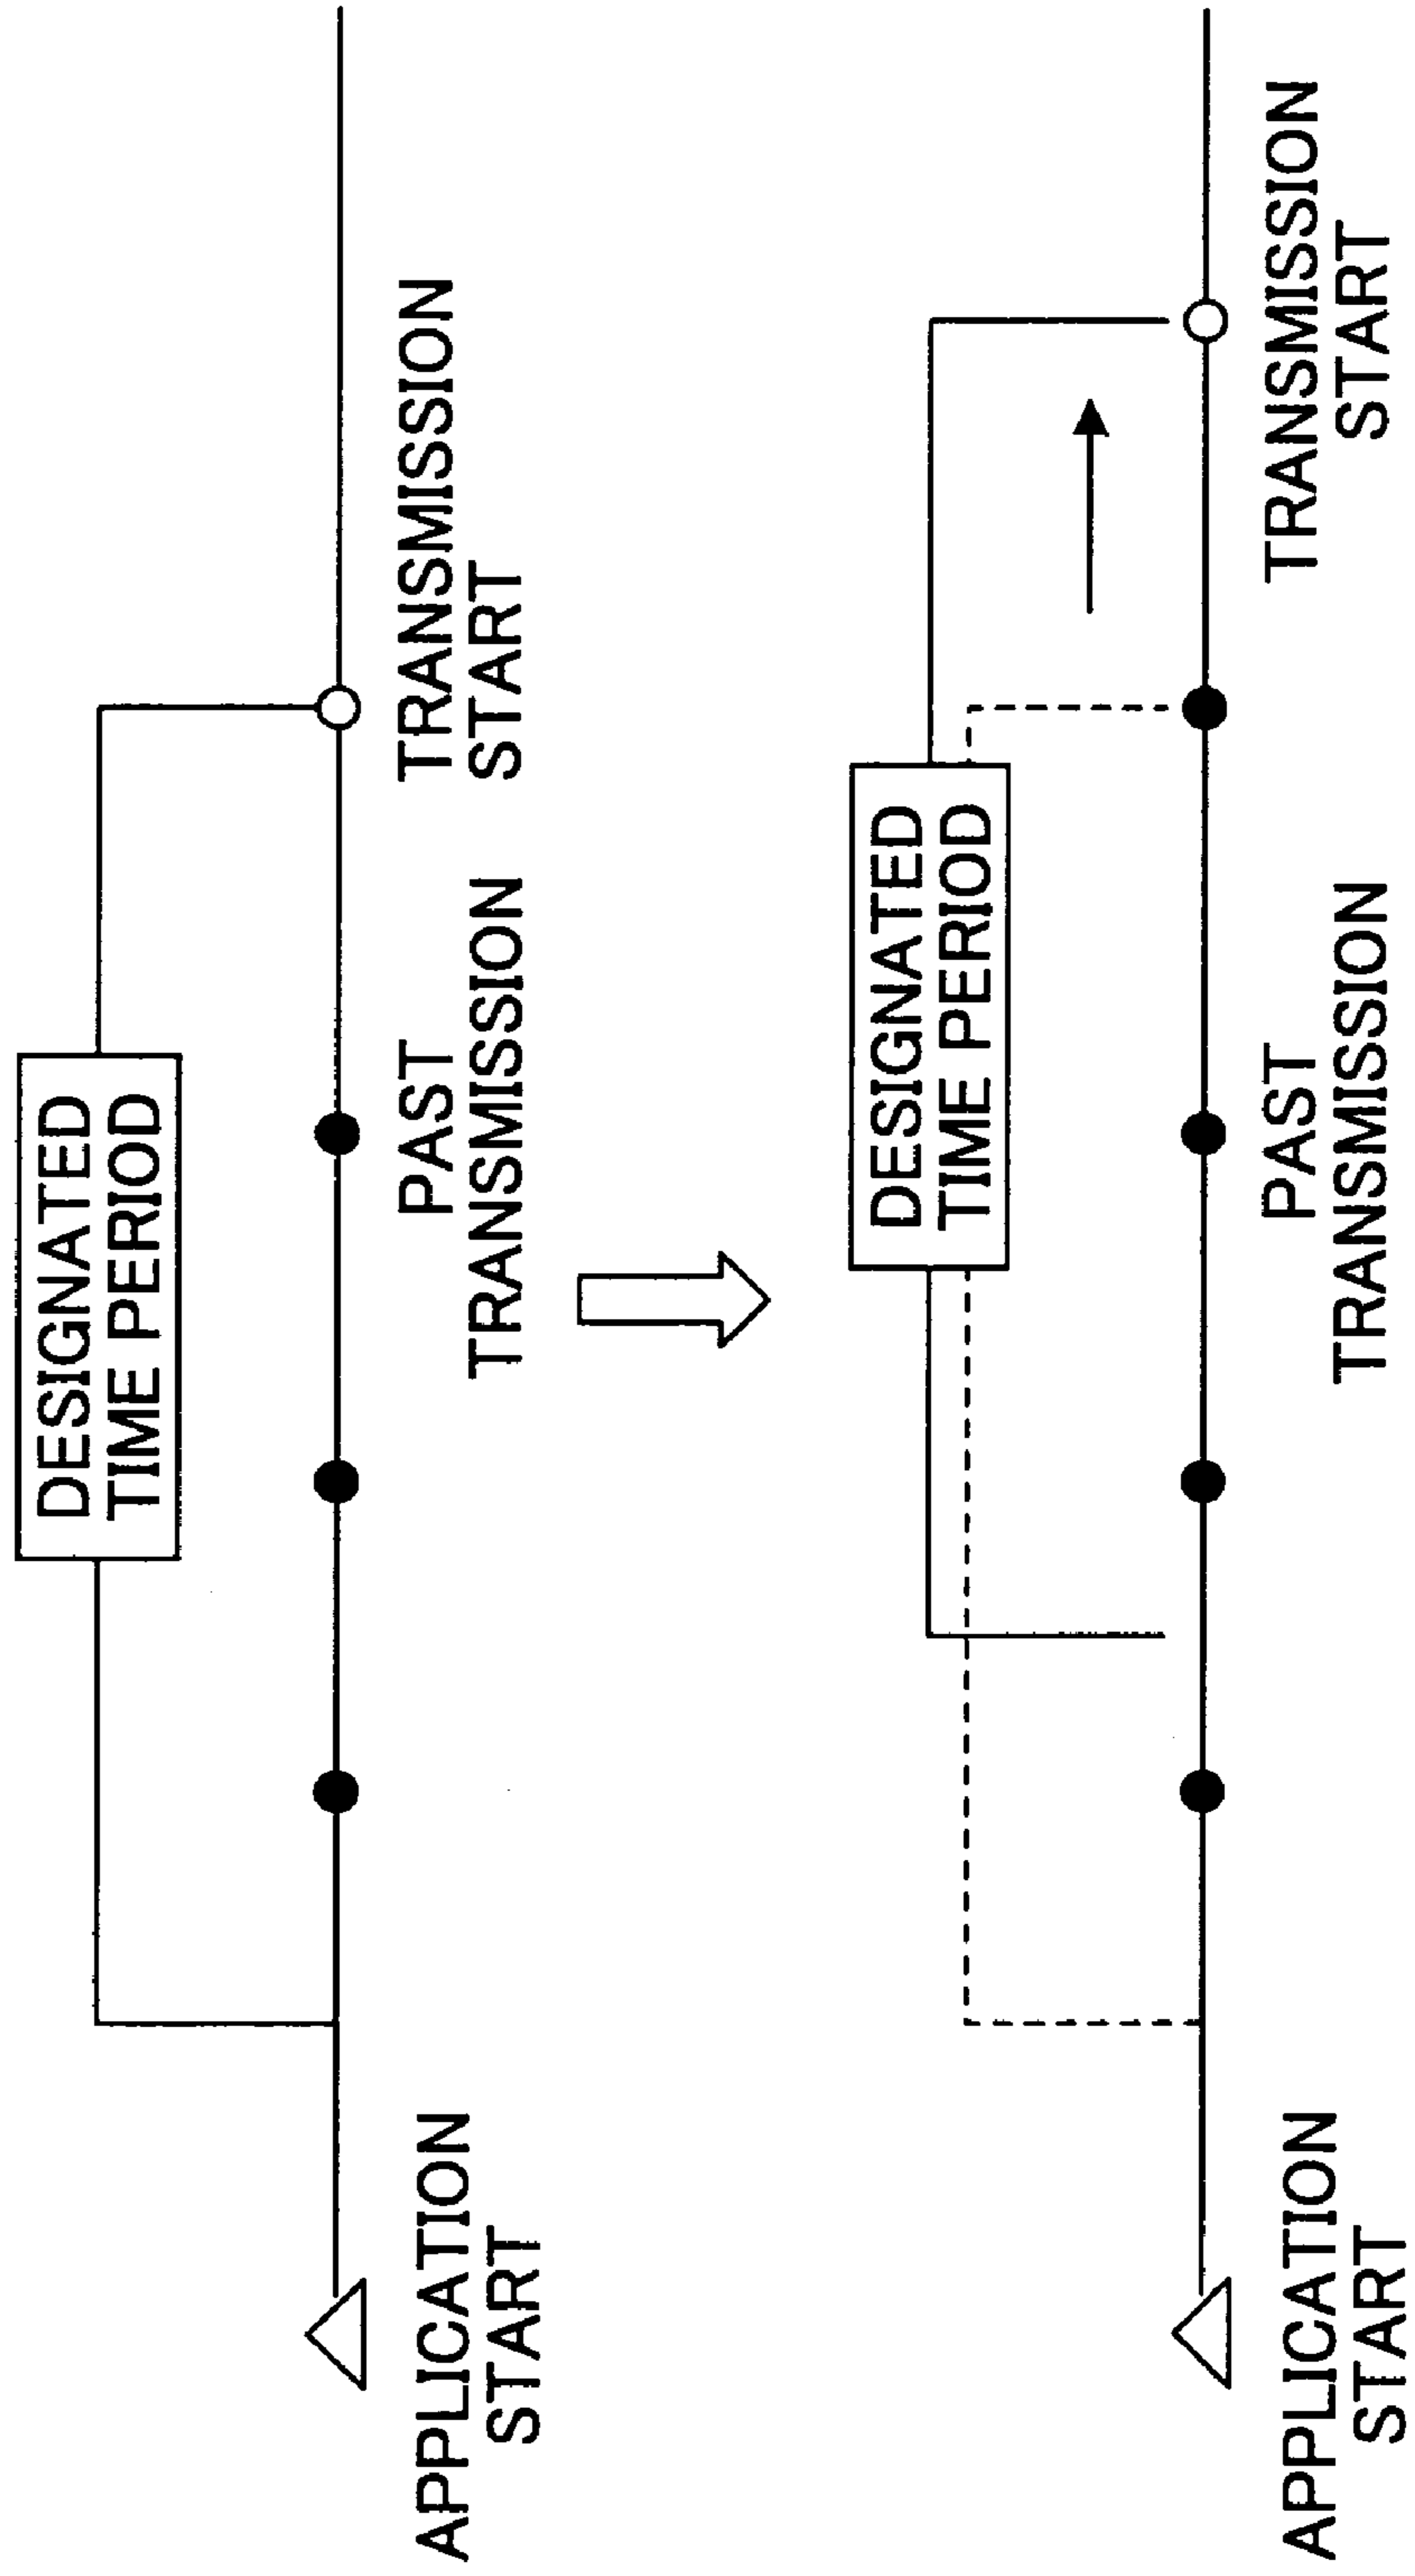 DESIGNATED
TIME PERIOD
APPLICATION
START
PAST
TRANSMISSION
TRANSMISSION
START
DESIGNATED
TIME PERIOD
APPLICATION
START
PAST
TRANSMISSION
TRANSMISSION
START